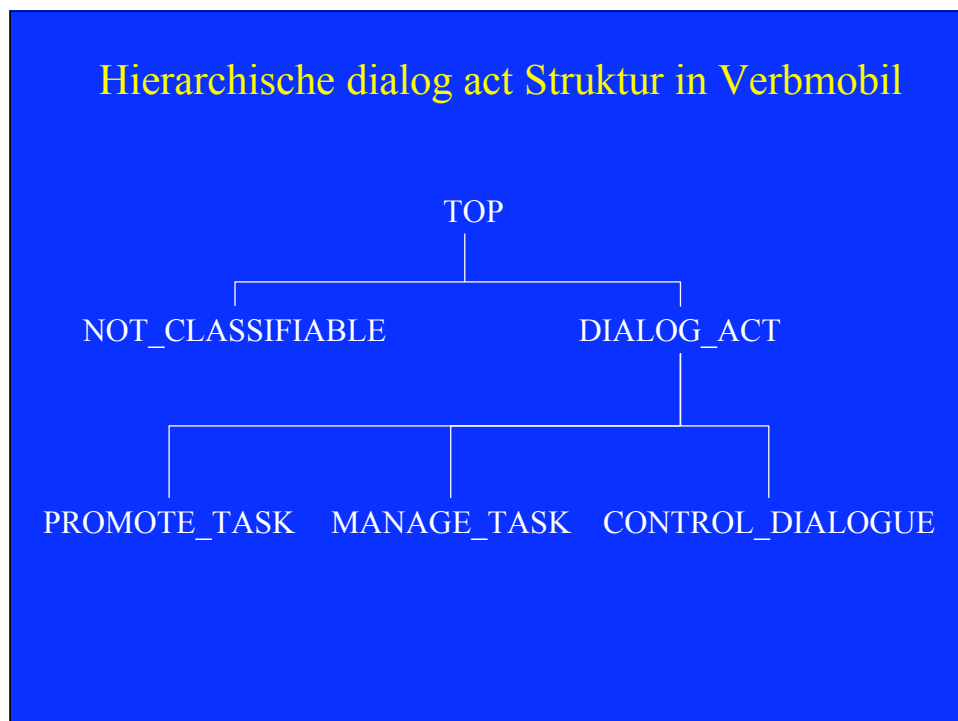 Hierarchische dialog act Struktur in Verbmobil
TOP
NOT_CLASSIFIABLE DIALOG_ACT
PROMOTE_TASK MANAGE_TASK CONTROL_DIALOGUE